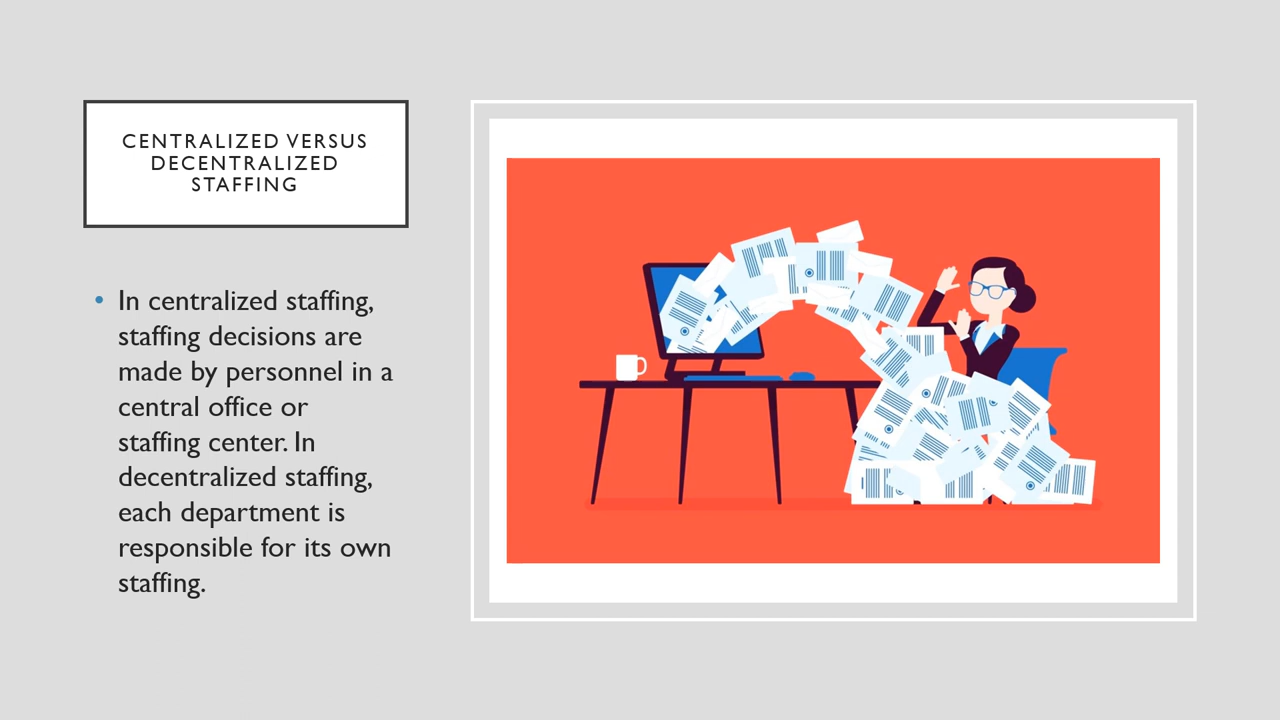 CENTRALIZED VERSUS
DECENTRALIZED
STAFFING
• In centralized staffing,
staffing decisions are
made by personnel in a
central office or
staffing center. In
decentralized staffing,
each department is
responsible for its own
staffing.